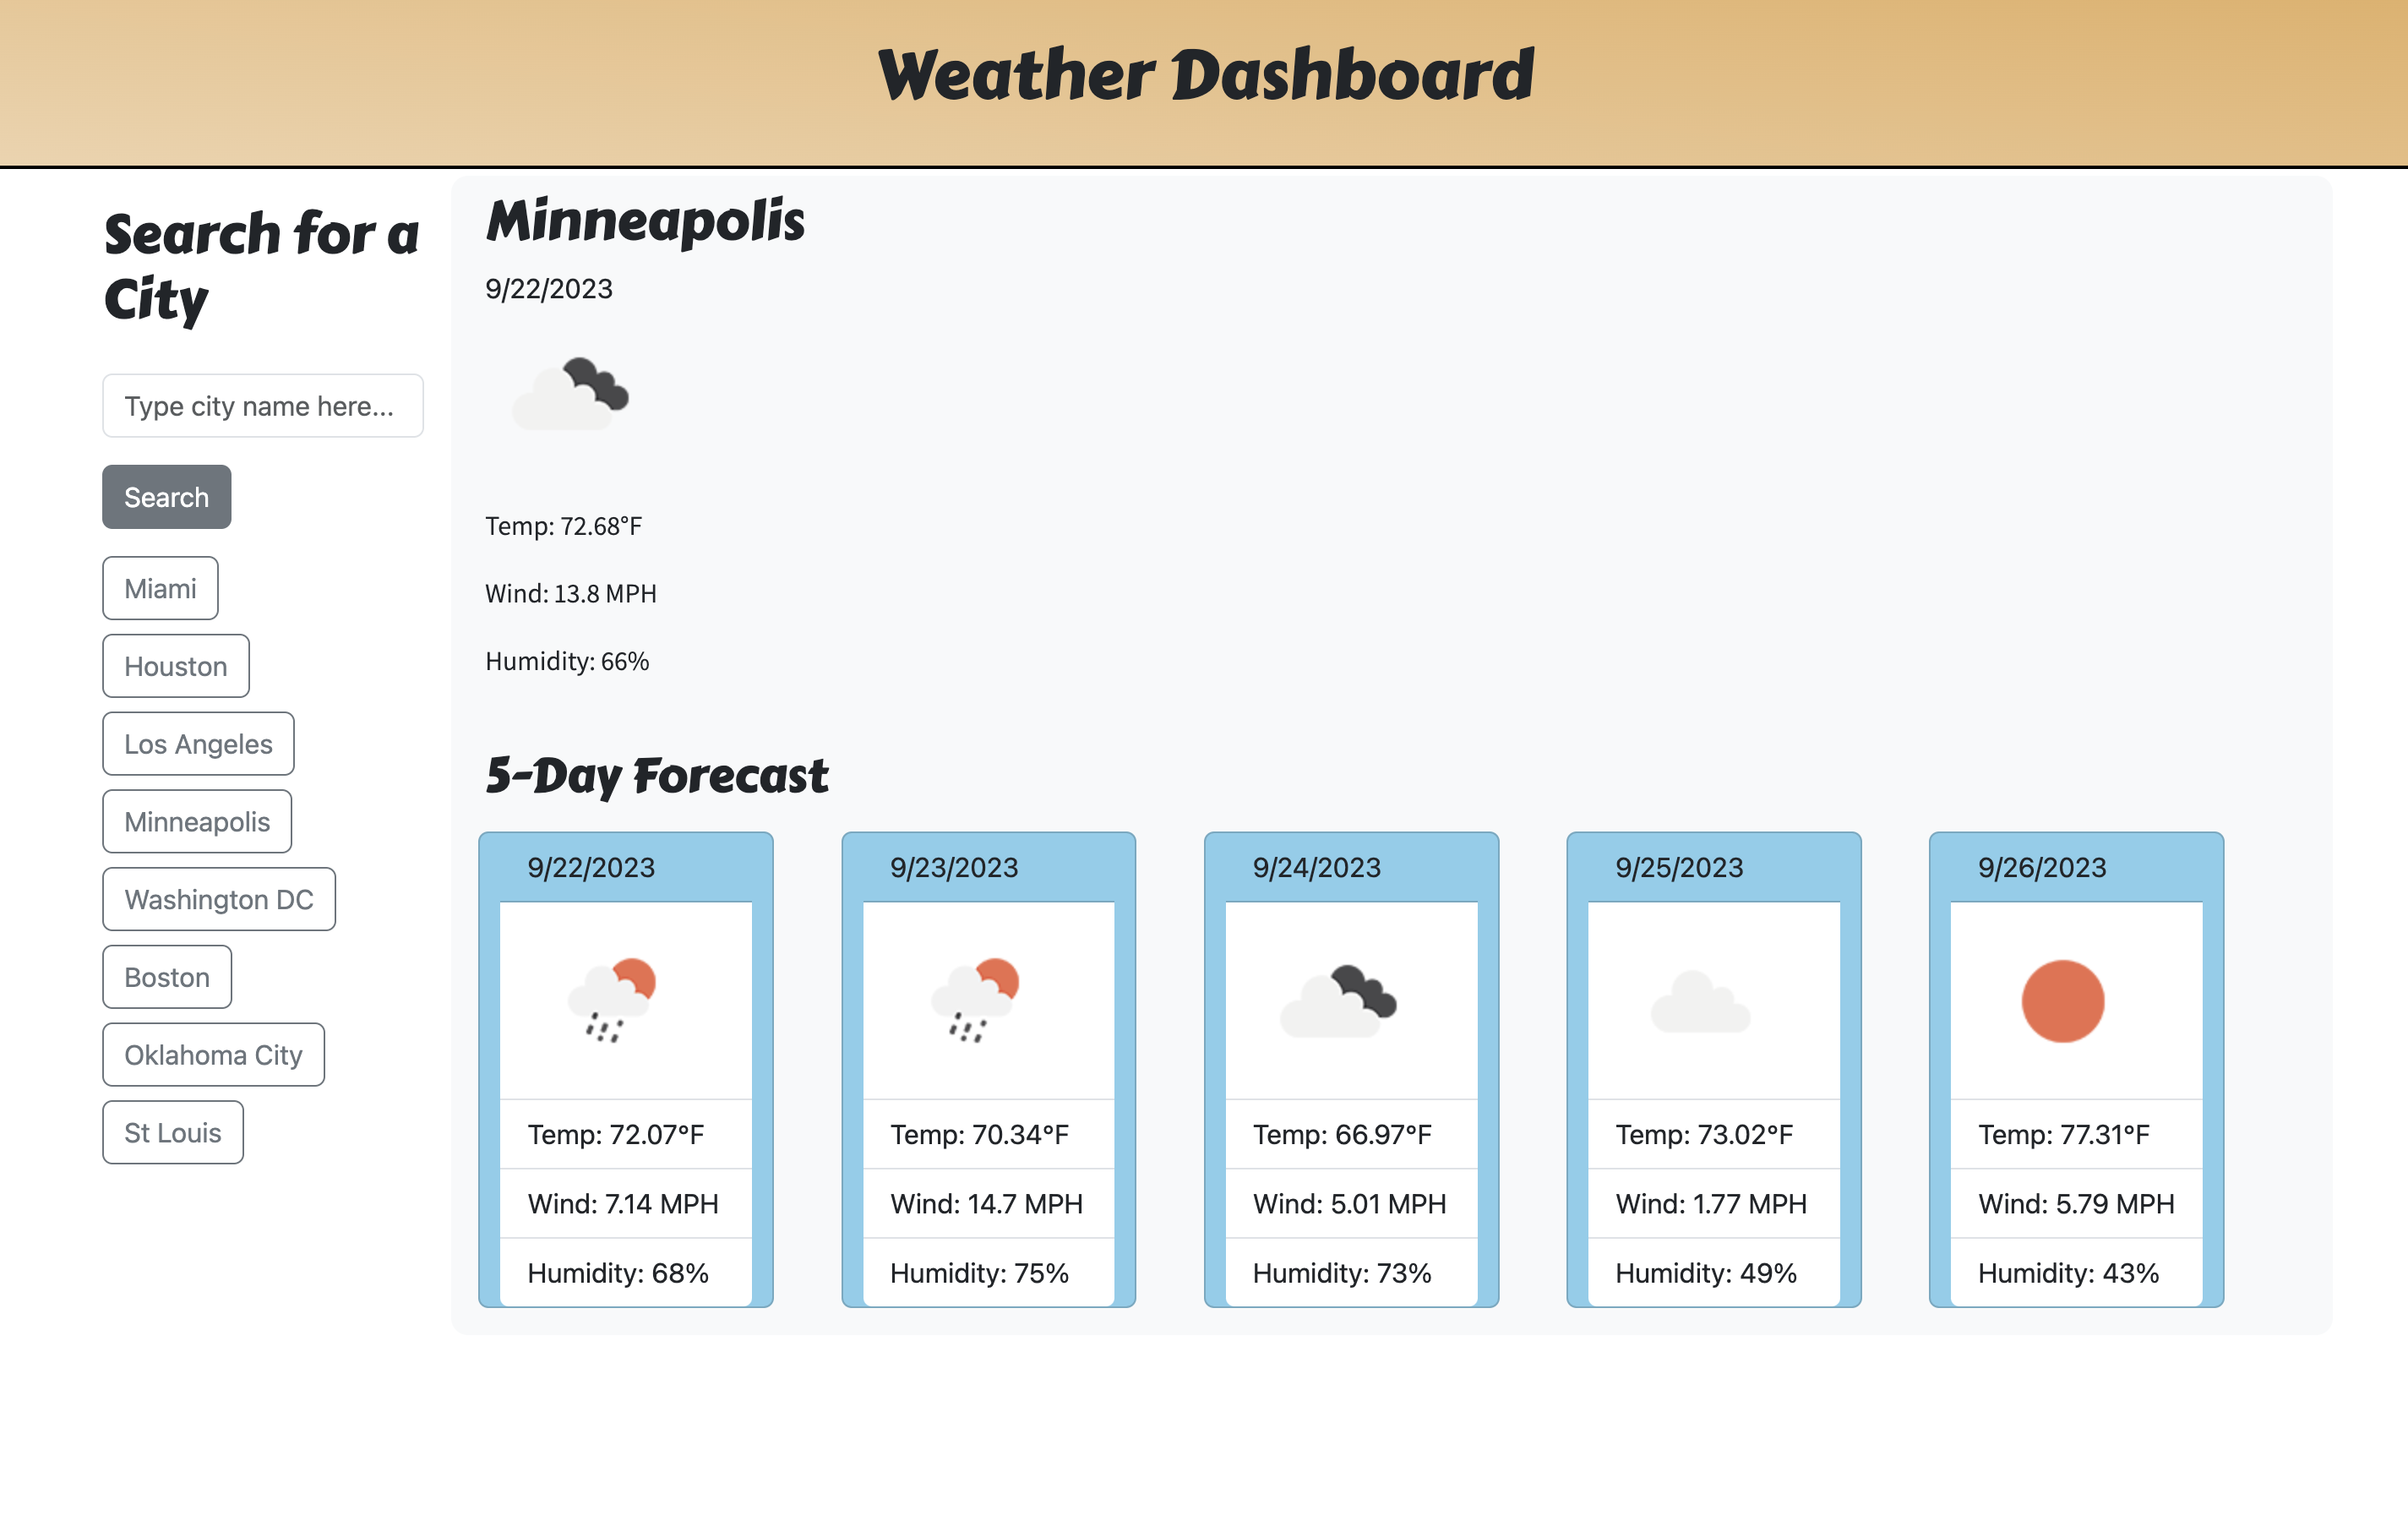 Weather Dashboard
Search for a
City
Type city name here...
Search
Miami
Houston
Los Angeles
Minneapolis
Washington DC
Boston
Oklahoma City
St Louis
Minneapolis
9/22/2023
Temp: 72.68°F
Wind: 13.8 MPH
Humidity: 66%
5-Day Forecast
9/22/2023
Temp: 72.07°F
Wind: 7.14 MPH
Humidity: 68%
9/23/2023
Temp: 70.34°F
Wind: 14.7 MPH
Humidity: 75%
9/24/2023
Temp: 66.97°F
Wind: 5.01 MPH
Humidity: 73%
9/25/2023
Temp: 73.02°F
Wind: 1.77 MPH
Humidity: 49%
9/26/2023
Temp: 77.31°F
Wind: 5.79 MPH
Humidity: 43%